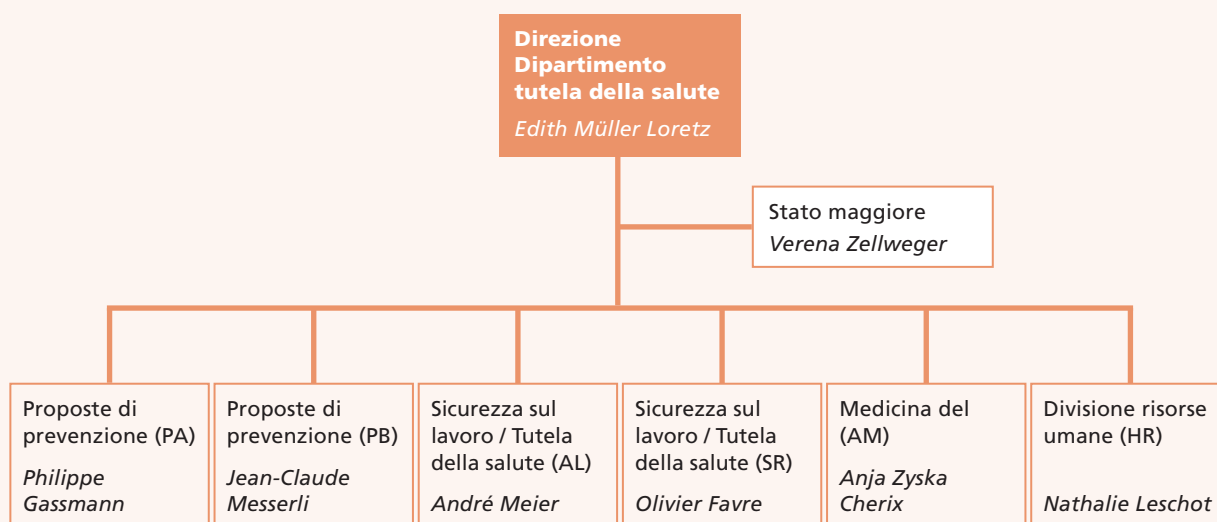 Direzione
Dipartimento
tutela della salute
Edith Müller Loretz
Stato maggiore
Verena Zellweger
Proposte di
prevenzione (PA)
Philippe
Gassmann
Proposte di
prevenzione (PB)
Jean-Claude
Messerli
Sicurezza sul
lavoro / Tutela
della salute (AL)
André Meier
Sicurezza sul
lavoro / Tutela
della salute (SR)
Olivier Favre
Medicina del
(AM)
Anja Zyska
Cherix
Divisione risorse
umane (HR)
Nathalie Leschot